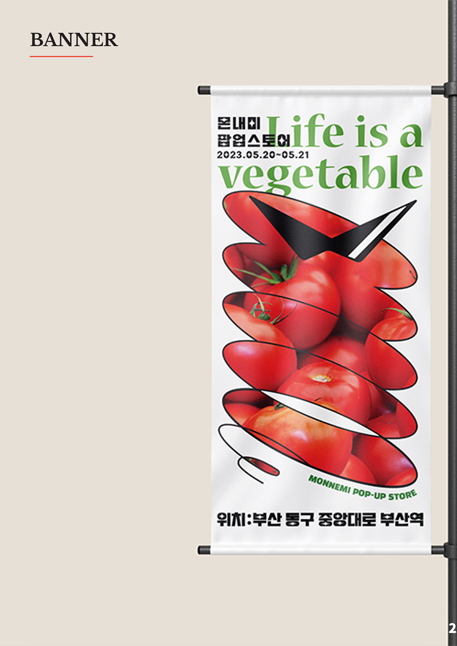 BANNER
몬내미
팝업스토어
2023.05.20~05.21
Life is a
vegetable
MONNEMI POP-UP STORE
위치:부산 동구 중앙대로 부산역
2